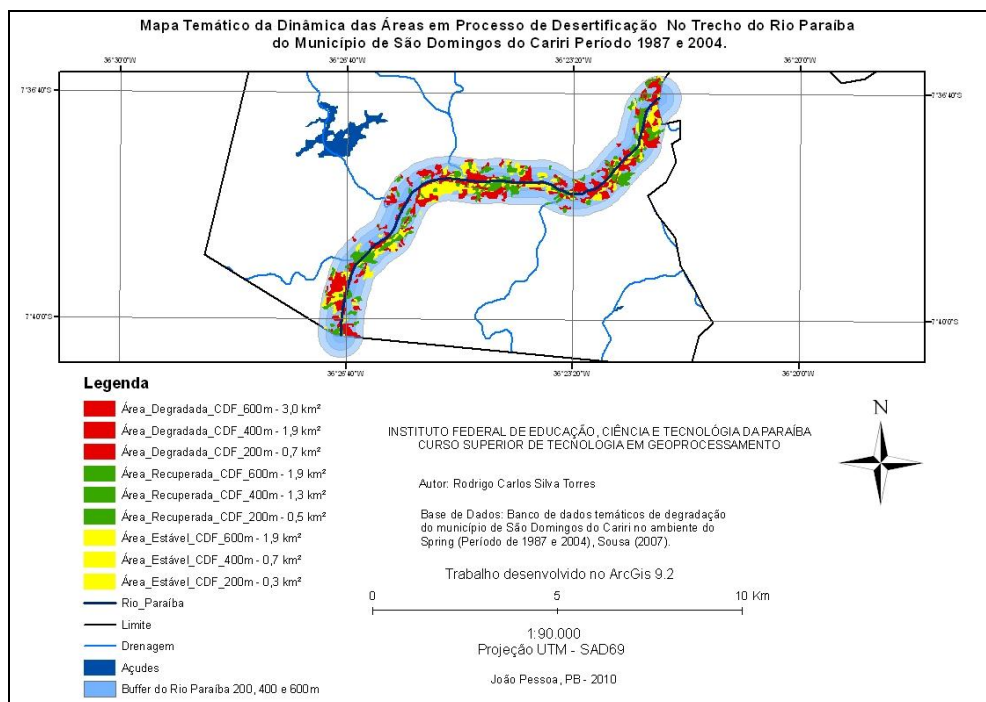 Mapa Temático da Dinâmica das Áreas em Processo de Desertificação No Trecho do Rio Paraíba
do Município de São Domingos do Cariri Período 1987 e 2004.
36°30'0"W 36°26'40"W 36°23'20"W 36°20'0"W
7°36'40"S 7°36'40"S
7°40'0"S 7°40'0"S
36°26'40"W 36°23'20"W 36°20'0"W
Legenda
Área_Degradada_CDF_600m - 3,0 km²
Área_Degradada_CDF_400m - 1,9 km²
Área_Degradada_CDF_200m - 0,7 km²
Área_Recuperada_CDF_600m - 1,9 km²
Área_Recuperada_CDF_400m - 1,3 km²
Área_Recuperada_CDF_200m - 0,5 km²
Área_Estável_CDF_600m - 1,9 km²
Área_Estável_CDF_400m - 0,7 km²
Área_Estável_CDF_200m - 0,3 km²
Rio_Paraíba
Limite
Drenagem
Açudes
Buffer do Rio Paraíba 200, 400 e 600m
INSTITUTO FEDERAL DE EDUCAÇÃO, CIÊNCIA E TECNOLÓGIA DA PARAÍBA
CURSO SUPERIOR DE TECNOLOGIA EM GEOPROCESSAMENTO
Autor: Rodrigo Carlos Silva Torres
Base de Dados: Banco de dados temáticos de degradação
do município de São Domingos do Cariri no ambiente do
Spring (Período de 1987 e 2004), Sousa (2007).
Trabalho desenvolvido no ArcGis 9.2
0 5 10 Km
1:90.000
Projeção UTM - SAD69
João Pessoa, PB - 2010
N